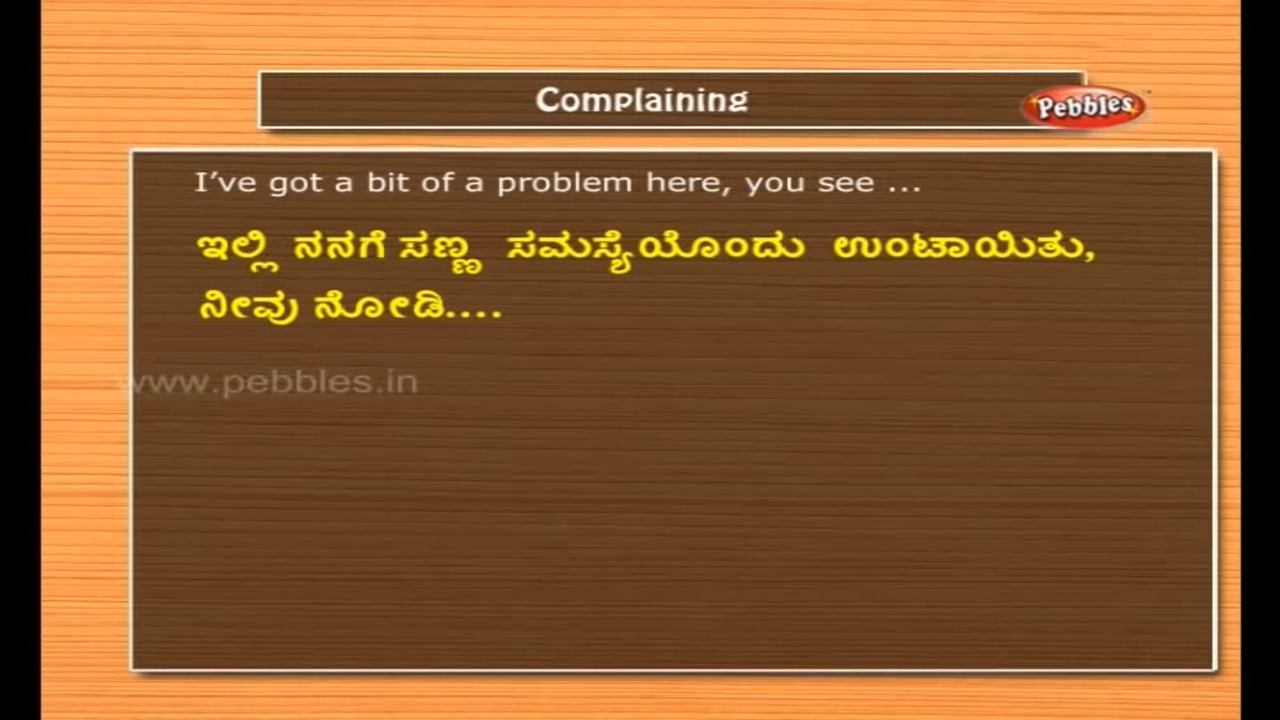 Complaining
Pebbles
I've got a bit of a problem here, you see ...
ಇಲ್ಲಿ ನನಗೆ ಸಣ್ಣ ಸಮಸ್ಯೆಯೊಂದು ಉಂಟಾಯಿತು,
ನೀವು ನೋಡಿ....
www.pebbles.in